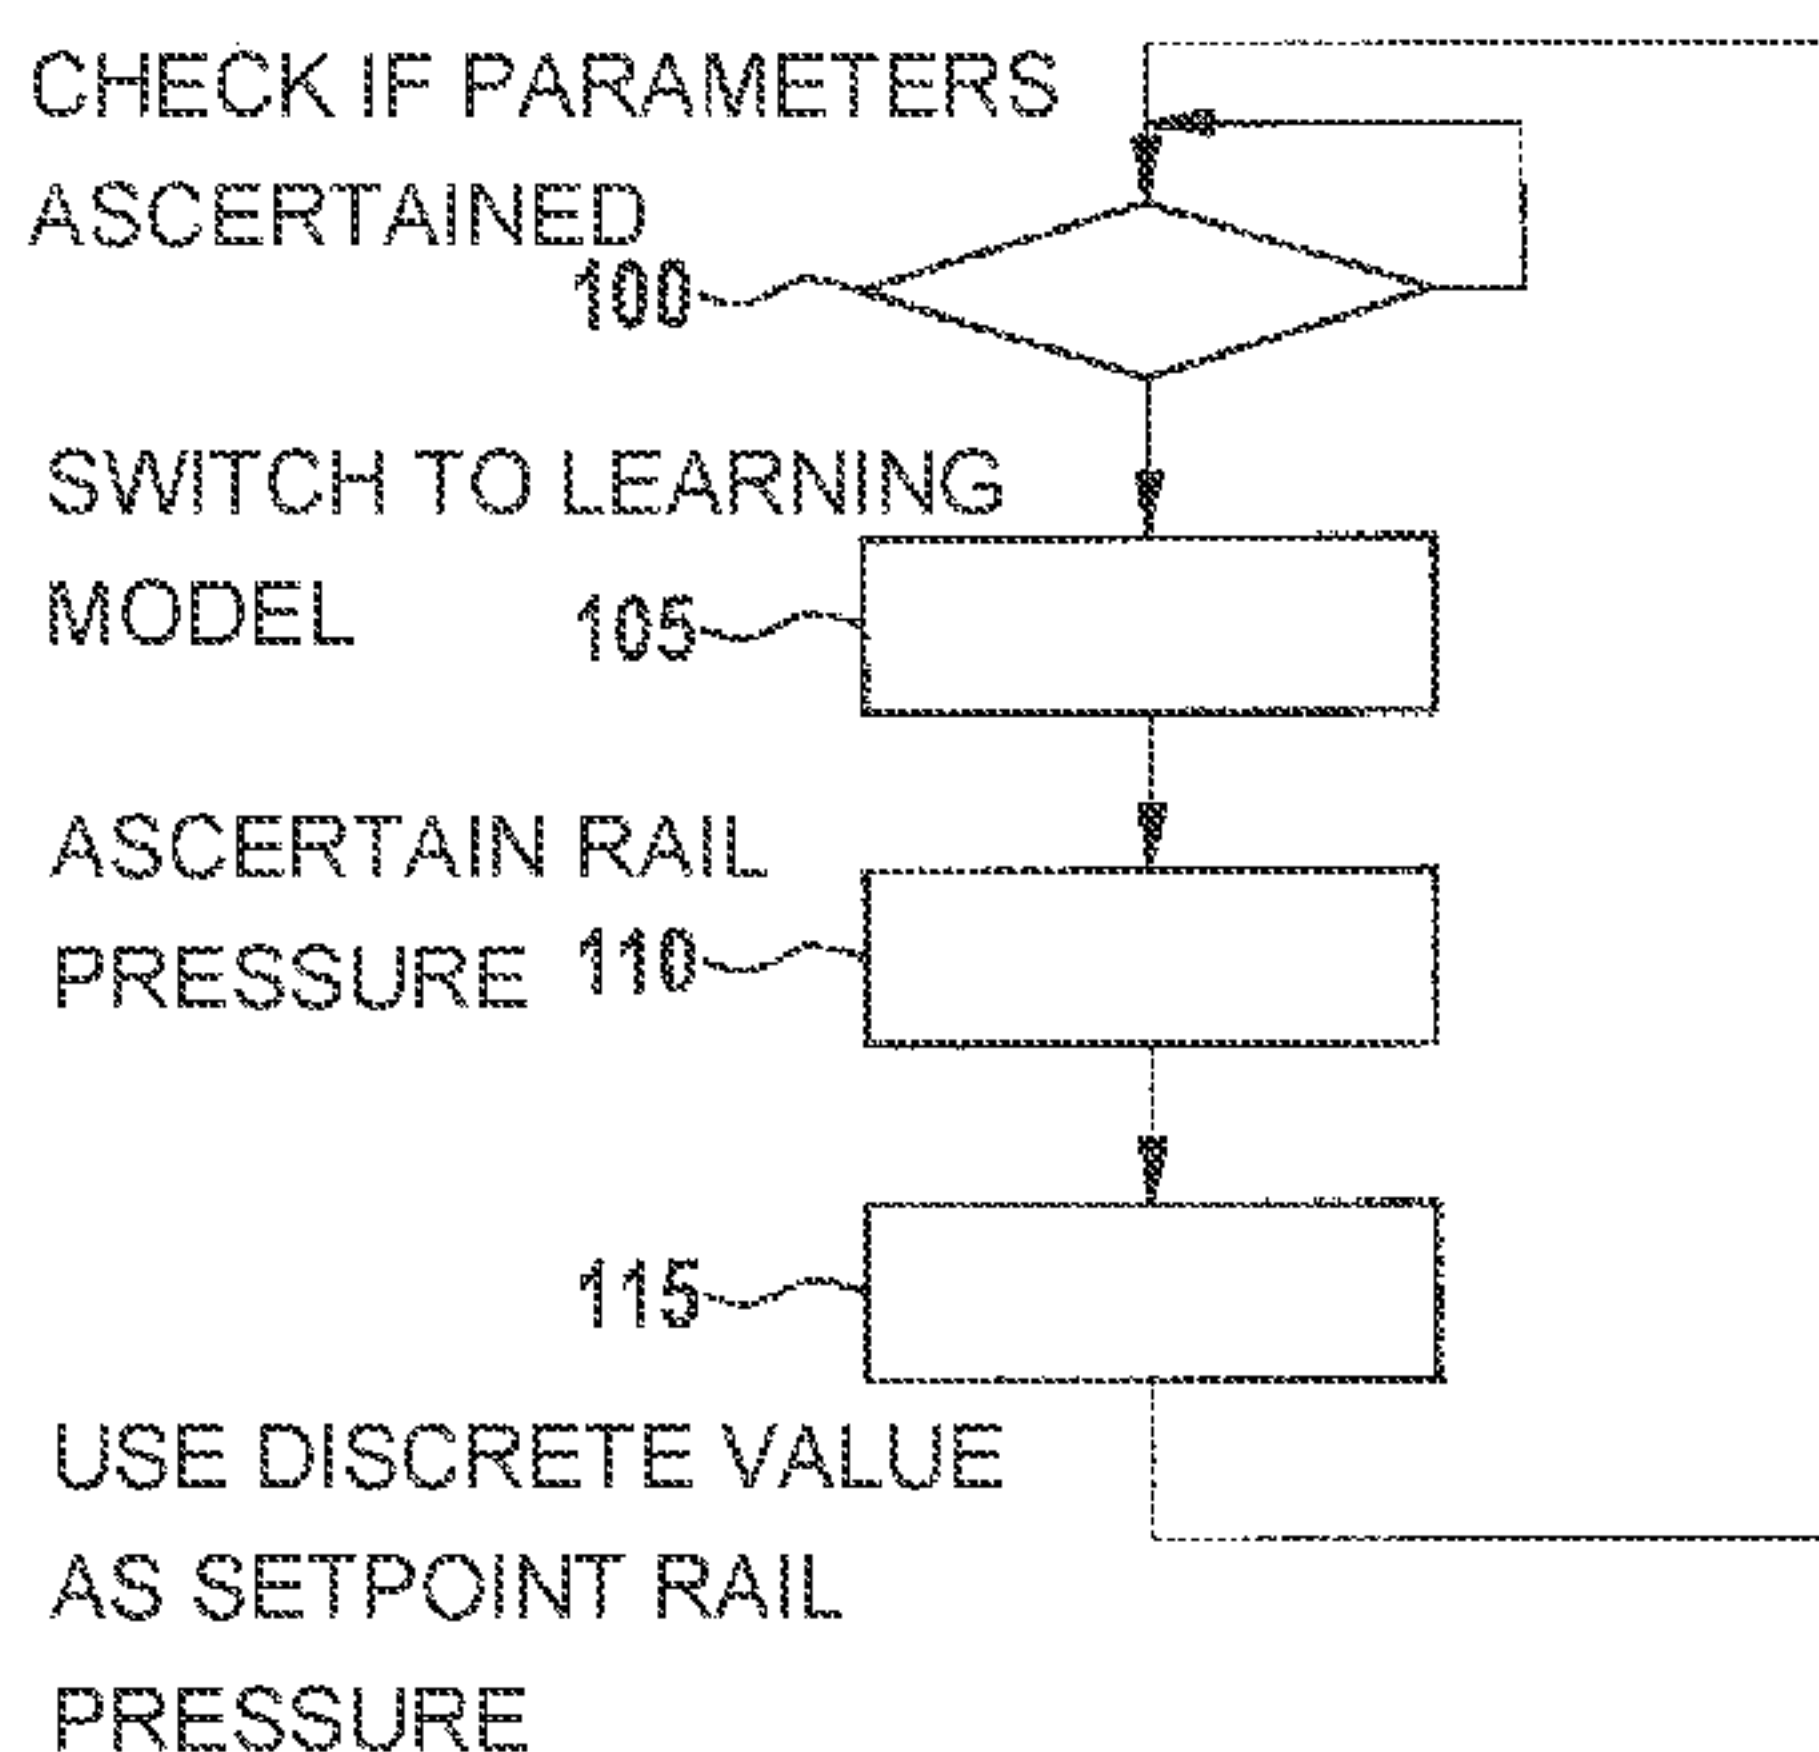 CHECK IF PARAMETERS
ASCERTAINED
100
SWITCH TO LEARNING
MODEL 105
ASCERTAIN RAIL
PRESSURE 110
115
USE DISCRETE VALUE
AS SETPOINT RAIL
PRESSURE